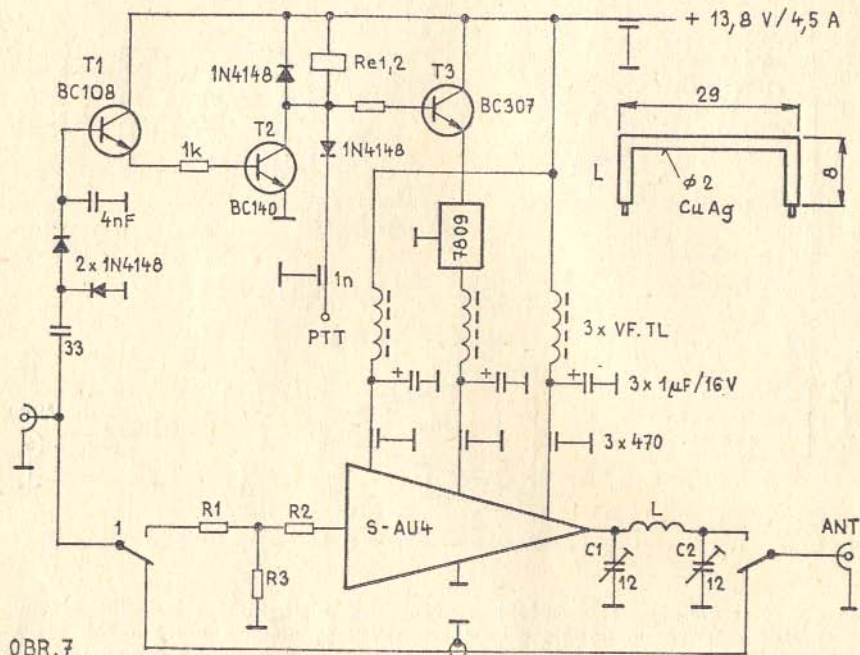 + 13,8 V / 4,5 A
T1
BC108
1N4148
Re1,2
T3
BC307
T2
1k
BC140
1N4148
4nF
2 x 1N4148
33
1n
PTT
7809
29
8
L
φ 2
CuAg
3 x VF. TL
+
+
+
3 x 1μF/16V
3 x 470
1
R1
R2
R3
S-AU4
L
C1
12
C2
12
ANT
OBR.7